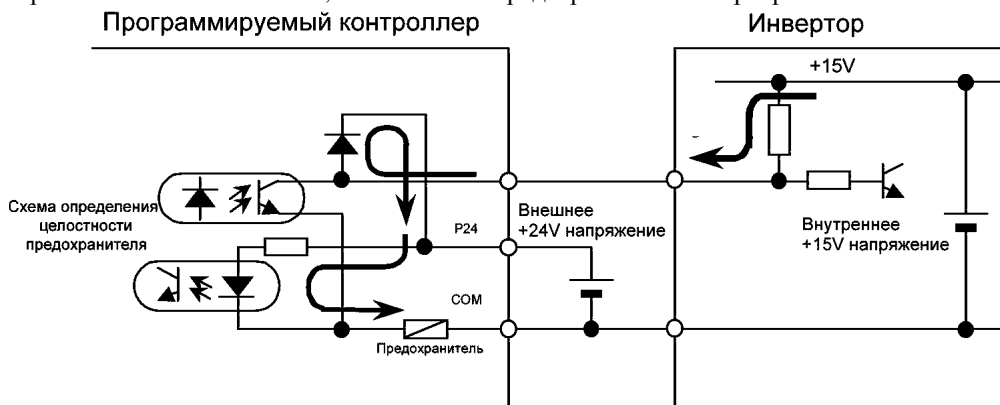 Программируемый контроллер
Инвертор
+15V
Схема определения
целостности
предохранителя
P24
Внешнее
+24V напряжение
Внутреннее
+15V напряжение
COM
Предохранитель